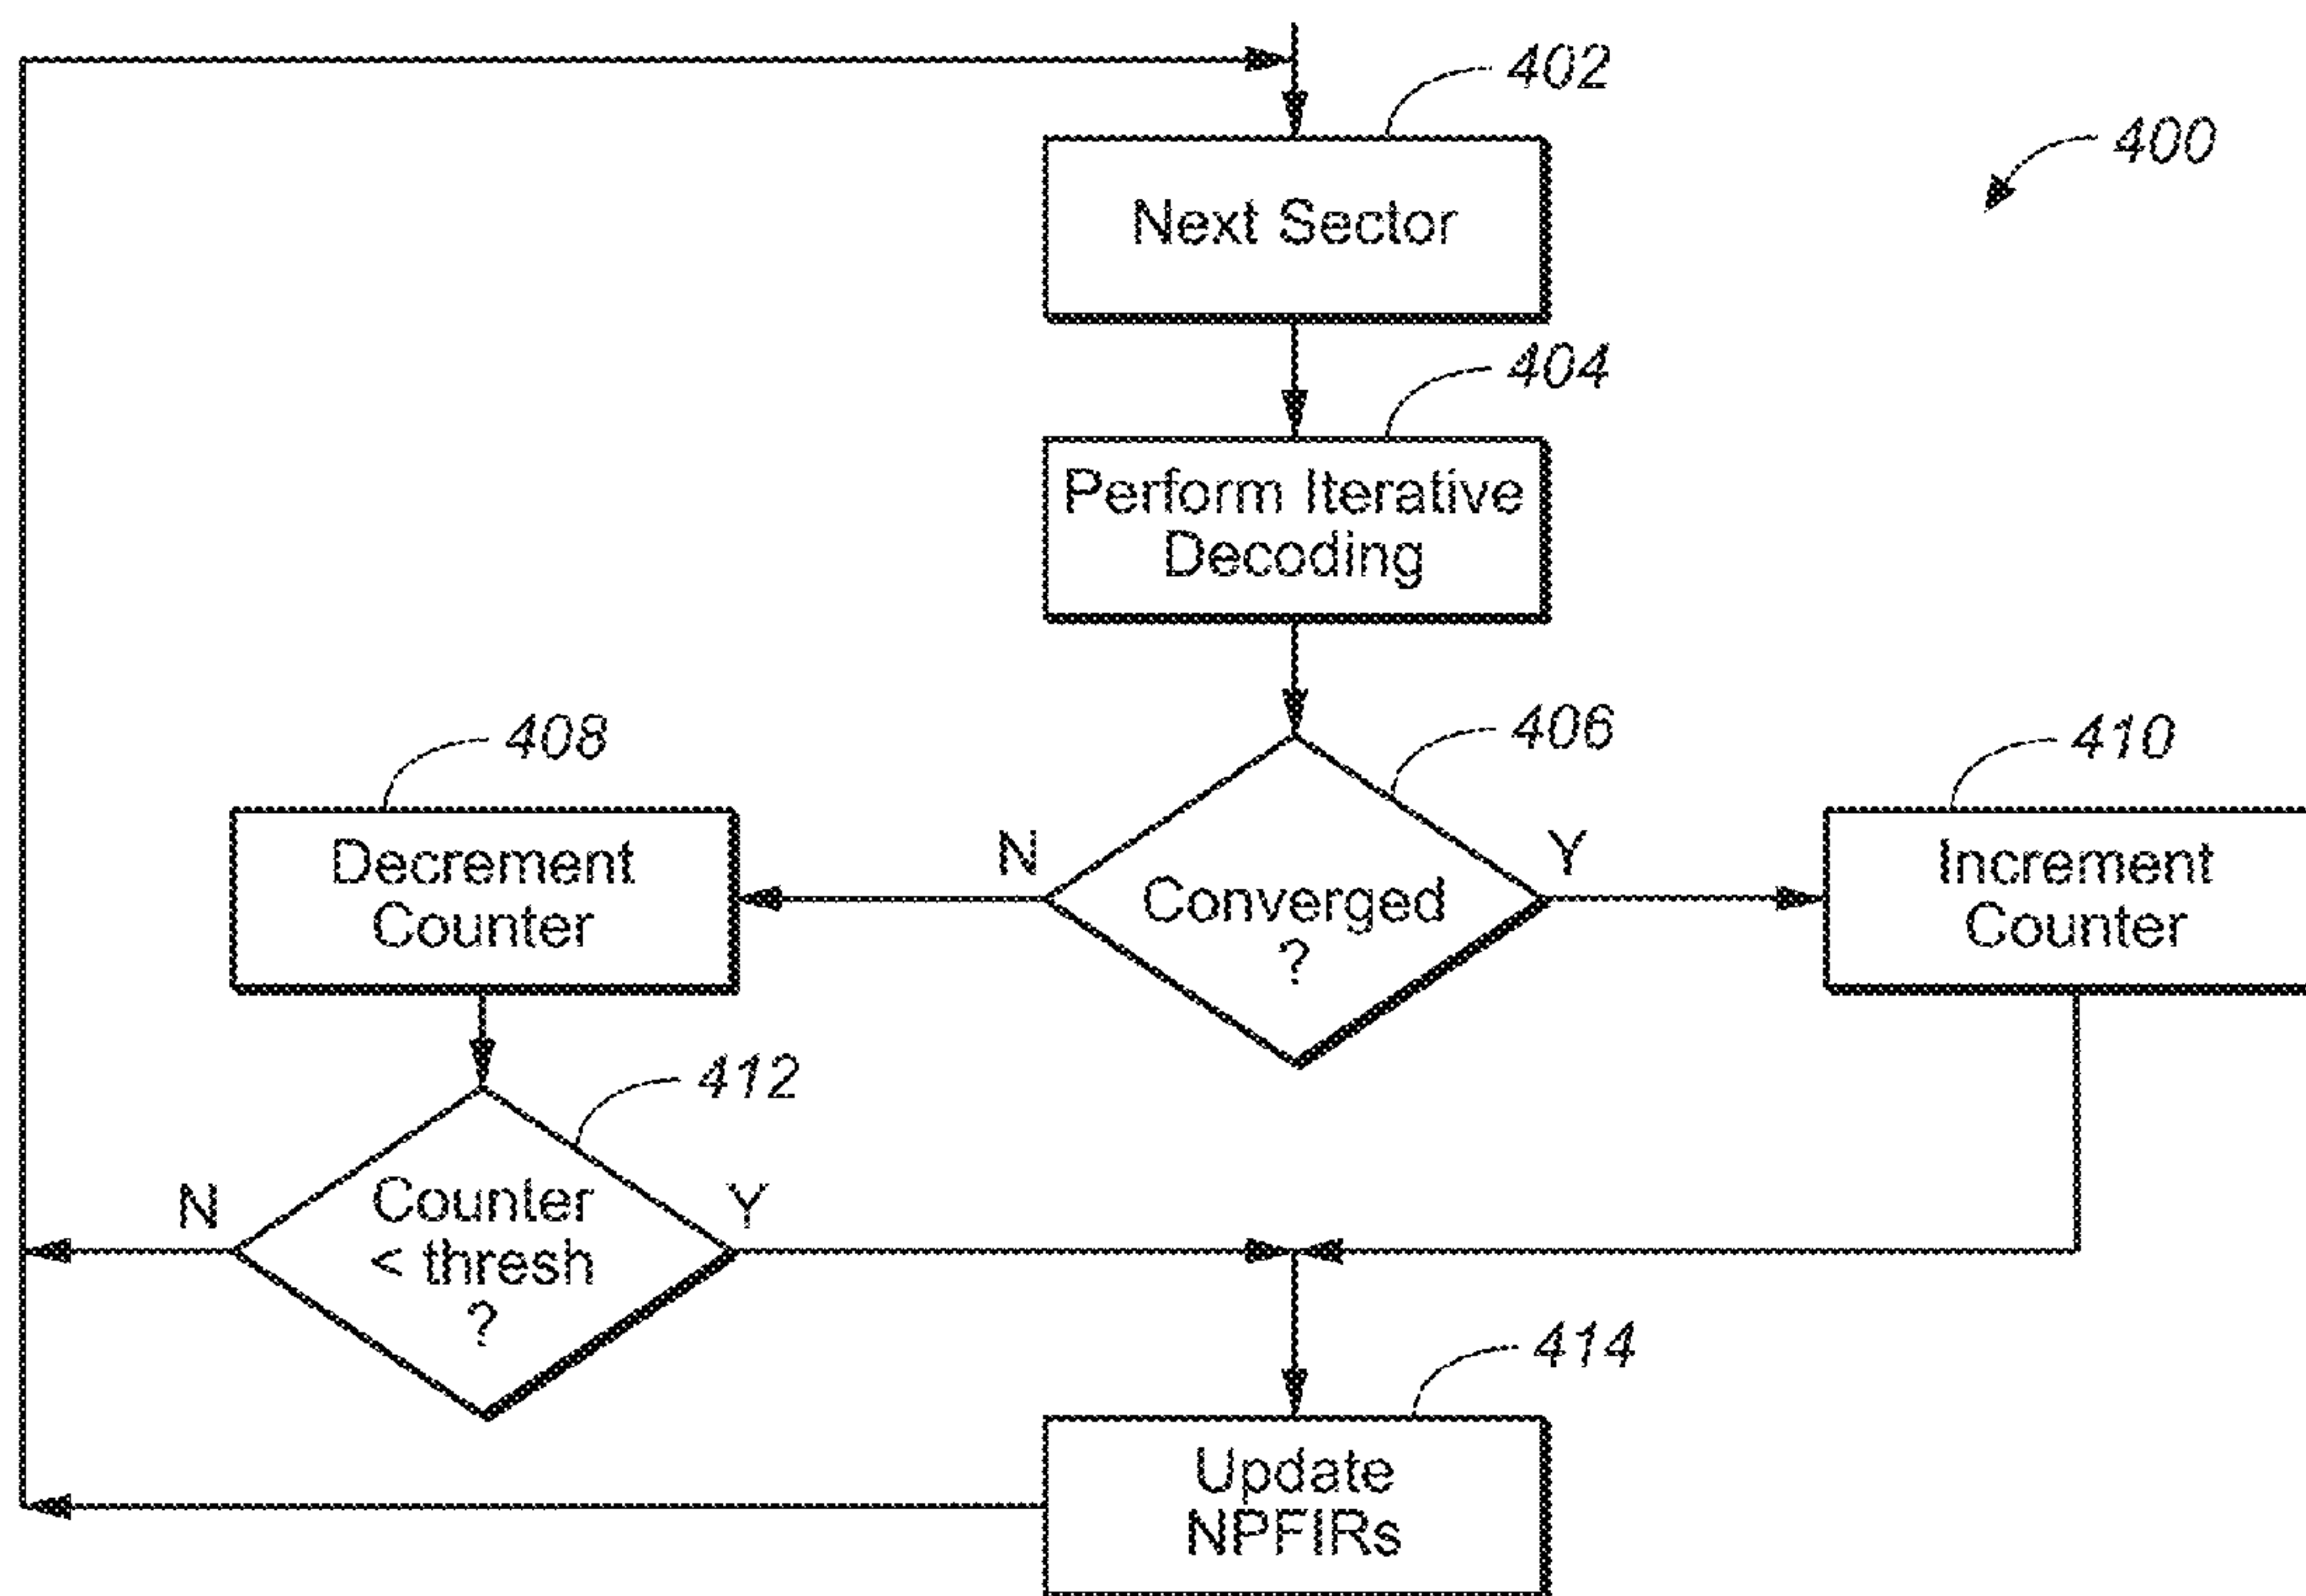 402
400
Next Sector
404
Perform Iterative
Decoding
406
408
410
N
Y
Decrement
Counter
Converged
?
Increment
Counter
412
N
Y
Counter
< thresh
?
414
Update
NPFIRs